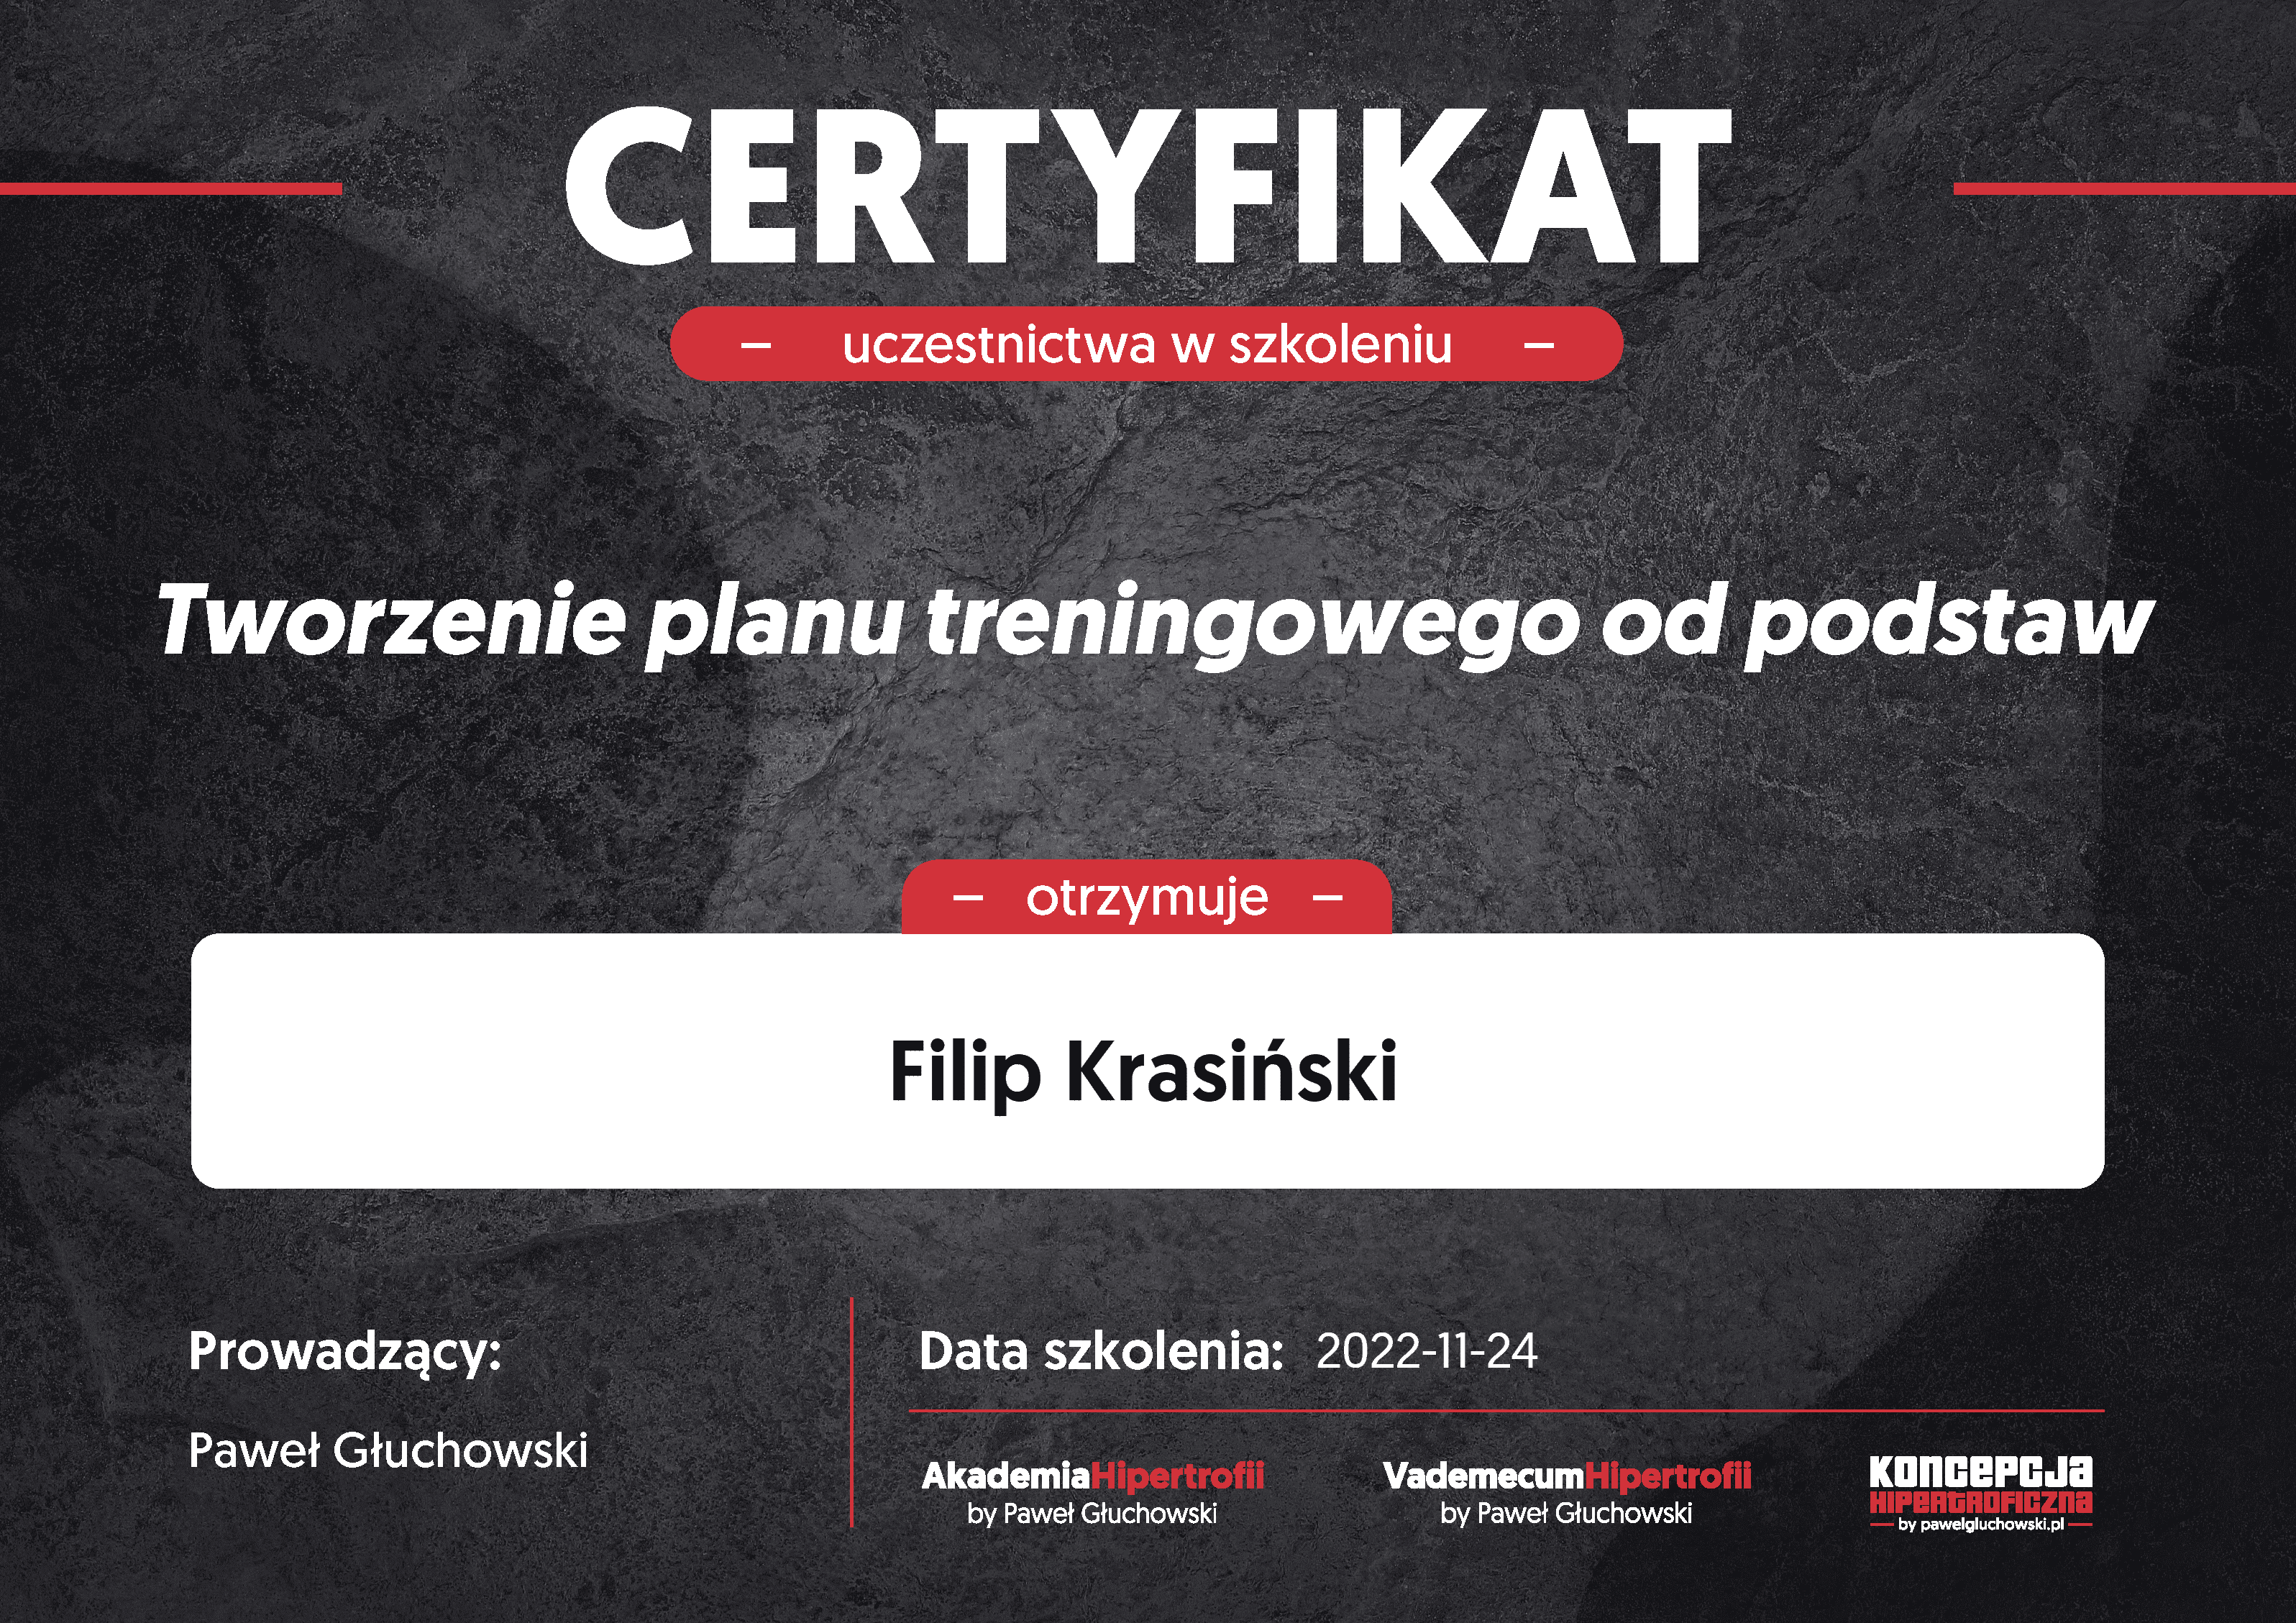 CERTYFIKAT
– uczestnictwa w szkoleniu –
Tworzenie planu treningowego od podstaw
– otrzymuje –
Filip Krasiński
Prowadzący:
Paweł Głuchowski
Data szkolenia: 2022-11-24
AkademiaHipertrofii
by Paweł Głuchowski
VademecumHipertrofii
by Paweł Głuchowski
KONCEPCJA
HIPERTROFICZNA
by pawelgluchowski.pl